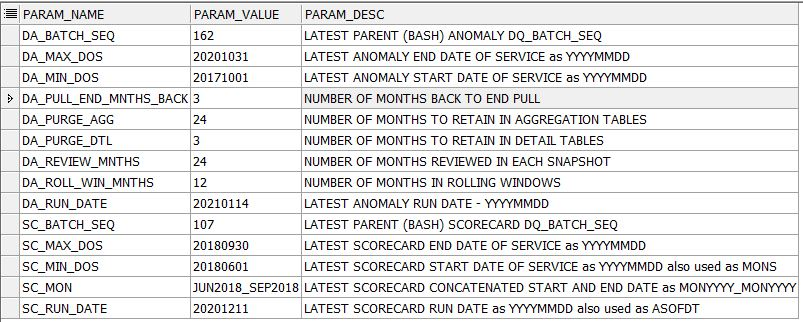 PARAM_NAME PARAM_VALUE PARAM_DESC
DA_BATCH_SEQ 162 LATEST PARENT (BASH) ANOMALY DQ_BATCH_SEQ
DA_MAX_DOS 20201031 LATEST ANOMALY END DATE OF SERVICE as YYYYMMDD
DA_MIN_DOS 20171001 LATEST ANOMALY START DATE OF SERVICE as YYYYMMDD
DA_PULL_END_MNTHS_BACK 3 NUMBER OF MONTHS BACK TO END PULL
DA_PURGE_AGG 24 NUMBER OF MONTHS TO RETAIN IN AGGREGATION TABLES
DA_PURGE_DTL 3 NUMBER OF MONTHS TO RETAIN IN DETAIL TABLES
DA_REVIEW_MNTHS 24 NUMBER OF MONTHS REVIEWED IN EACH SNAPSHOT
DA_ROLL_WIN_MNTHS 12 NUMBER OF MONTHS IN ROLLING WINDOWS
DA_RUN_DATE 20210114 LATEST ANOMALY RUN DATE - YYYYMMDD
SC_BATCH_SEQ 107 LATEST PARENT (BASH) SCORECARD DQ_BATCH_SEQ
SC_MAX_DOS 20180930 LATEST SCORECARD END DATE OF SERVICE as YYYYMMDD
SC_MIN_DOS 20180601 LATEST SCORECARD START DATE OF SERVICE as YYYYMMDD also used as MONS
SC_MON JUN2018_SEP2018 LATEST SCORECARD CONCATENATED START AND END DATE as MONYYYY_MONYYYY
SC_RUN_DATE 20201211 LATEST SCORECARD RUN DATE as YYYYMMDD also used as ASOFDT